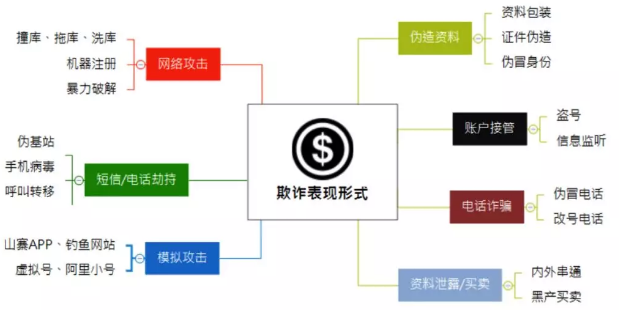 撞库、拖库、洗库
机器注册
暴力破解
网络攻击
伪基站
手机病毒
呼叫转移
短信/电话劫持
山寨APP、钓鱼网站
虚拟号、阿里小号
模拟攻击
$
欺诈表现形式
伪造资料
资料包装
证件伪造
伪冒身份
账户接管
盗号
信息监听
电话诈骗
伪冒电话
改号电话
资料泄露/买卖
内外串通
黑产买卖